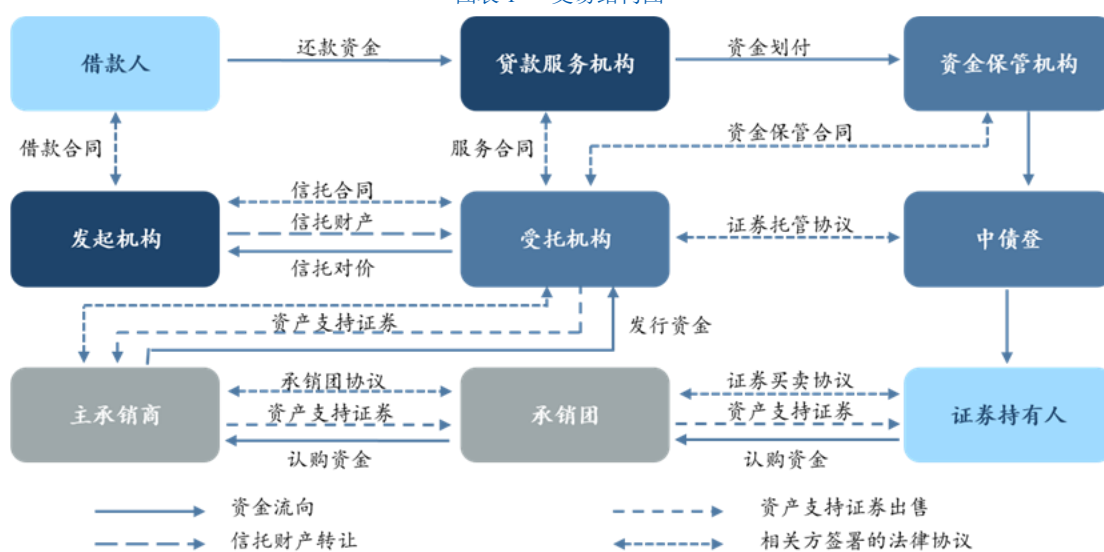 借款人
还款资金
贷款服务机构
资金划付
资金保管机构
借款合同
服务合同
资金保管合同
发起机构
信托合同
信托财产
信托对价
受托机构
证券托管协议
中债登
资产支持证券
发行资金
主承销商
承销团协议
资产支持证券
认购资金
承销团
证券买卖协议
资产支持证券
认购资金
证券持有人
资金流向
资产支持证券出售
信托财产转让
相关方签署的法律协议